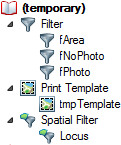 (temporary)
Filter
fArea
fNoPhoto
fPhoto
Print Template
tmpTemplate
Spatial Filter
Locus